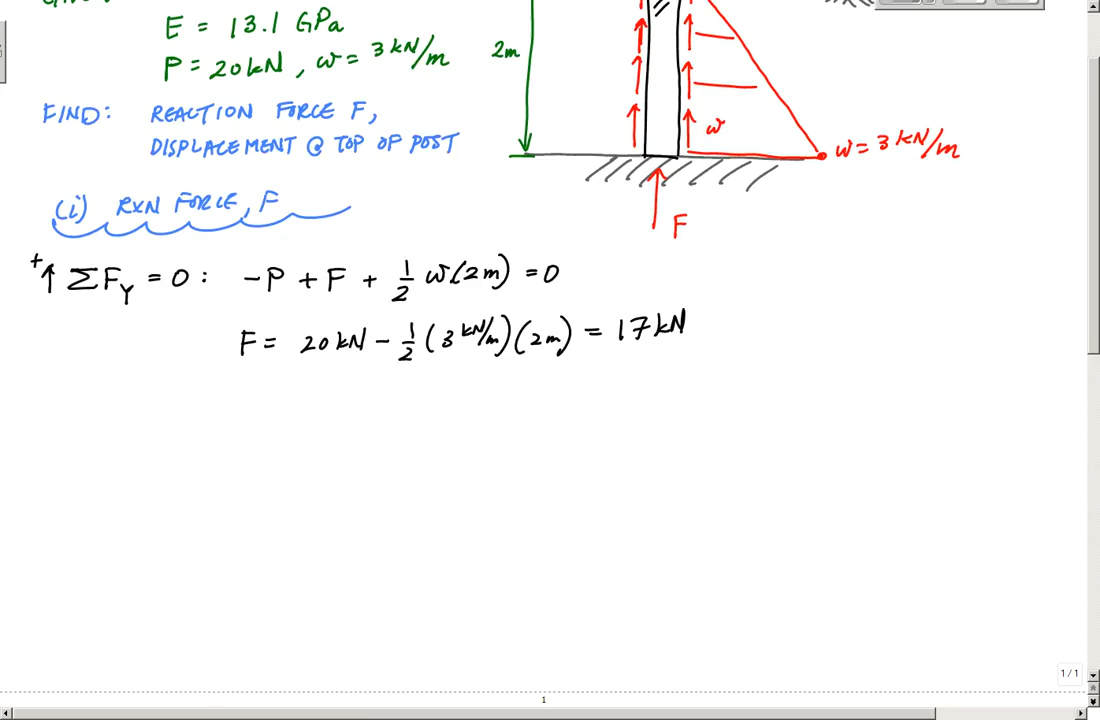 E = 13.1 GPa
P = 20 kN, w = 3 kN/m
2m
FIND: REACTION FORCE F,
DISPLACEMENT @ TOP OF POST
w
w = 3 kN/m
F
(i) RXN FORCE, F
+↑ ΣF_Y = 0: -P + F + 1/2 w(2m) = 0
F = 20 kN - 1/2 (3 kN/m)(2m) = 17 kN
1/1
1